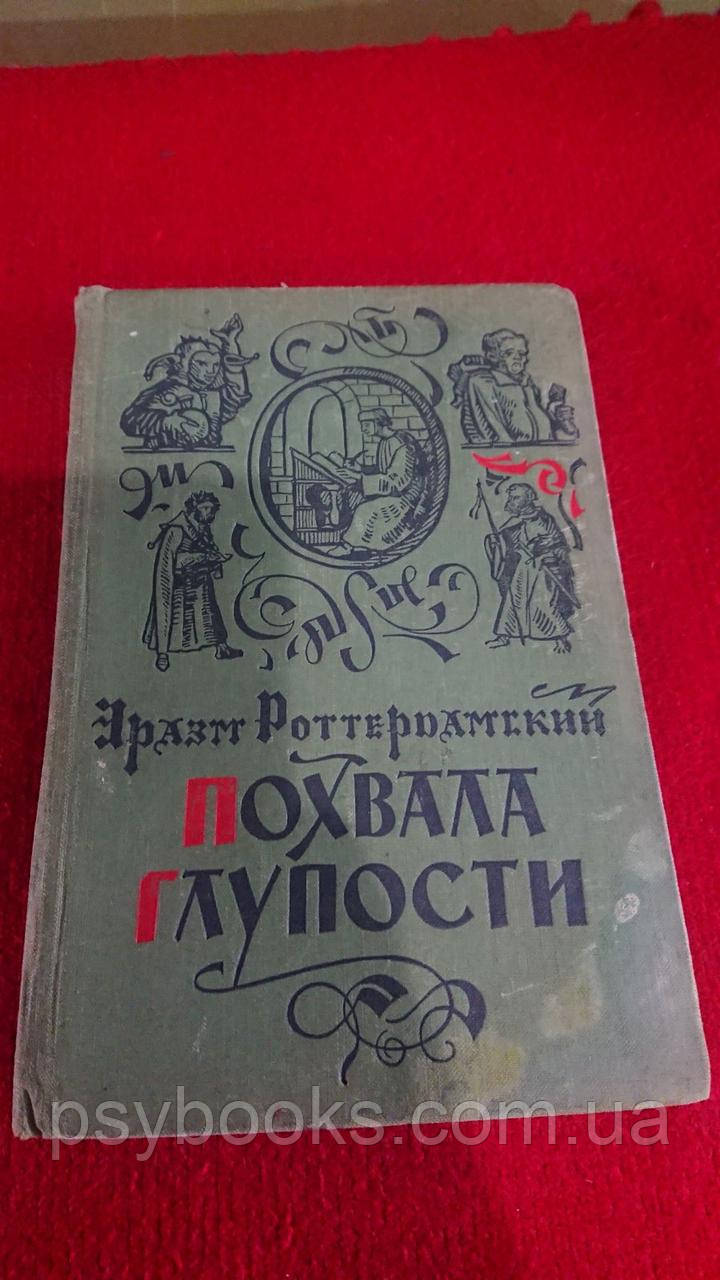 Эразм Роттердамский
Похвала
глупости
psybooks.com.ua